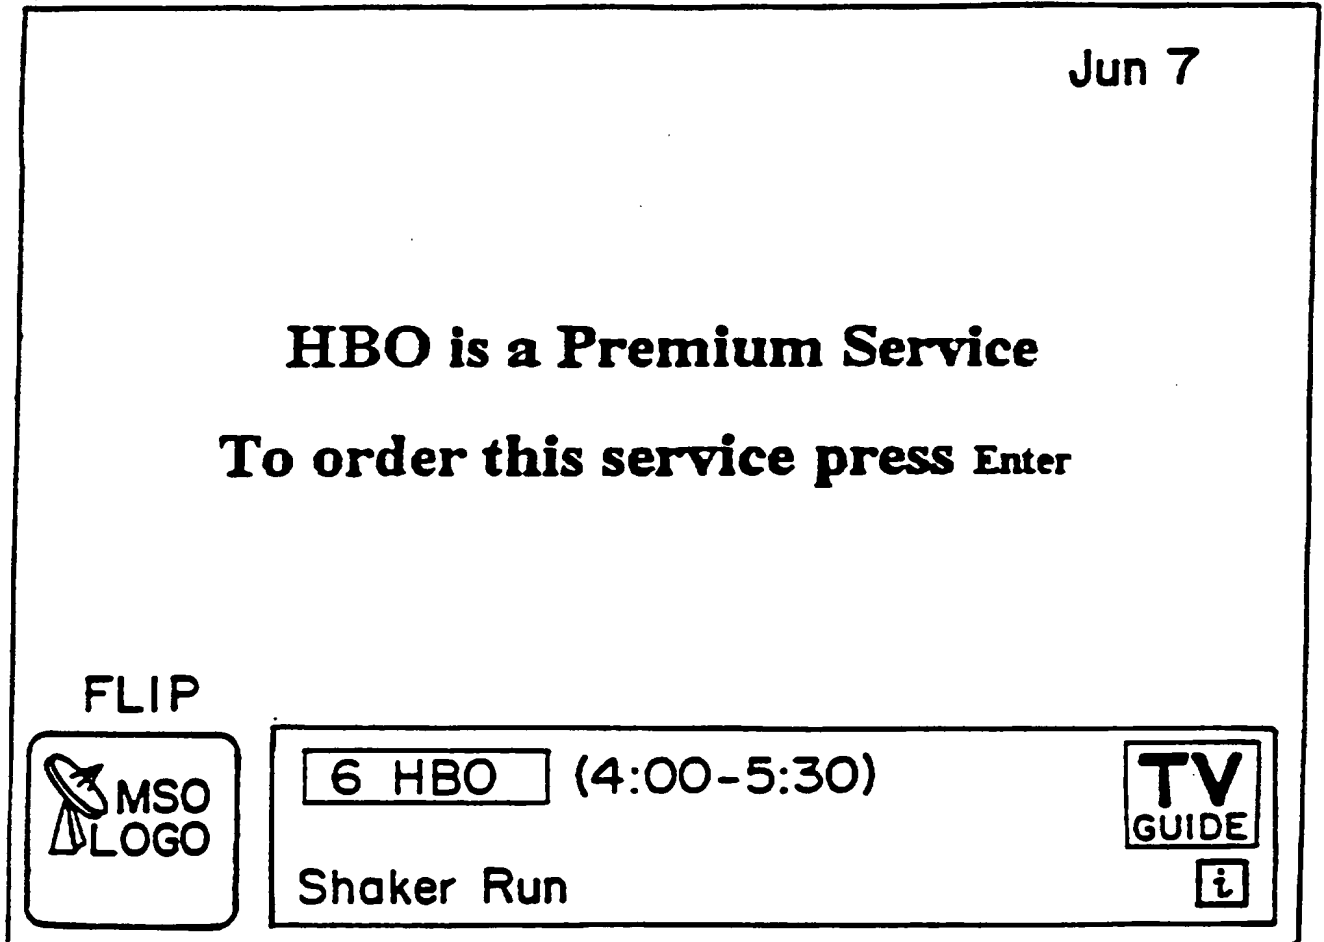 Jun 7
HBO is a Premium Service
To order this service press Enter
FLIP
MSO
LOGO
6 HBO (4:00-5:30)
TV
GUIDE
Shaker Run
i